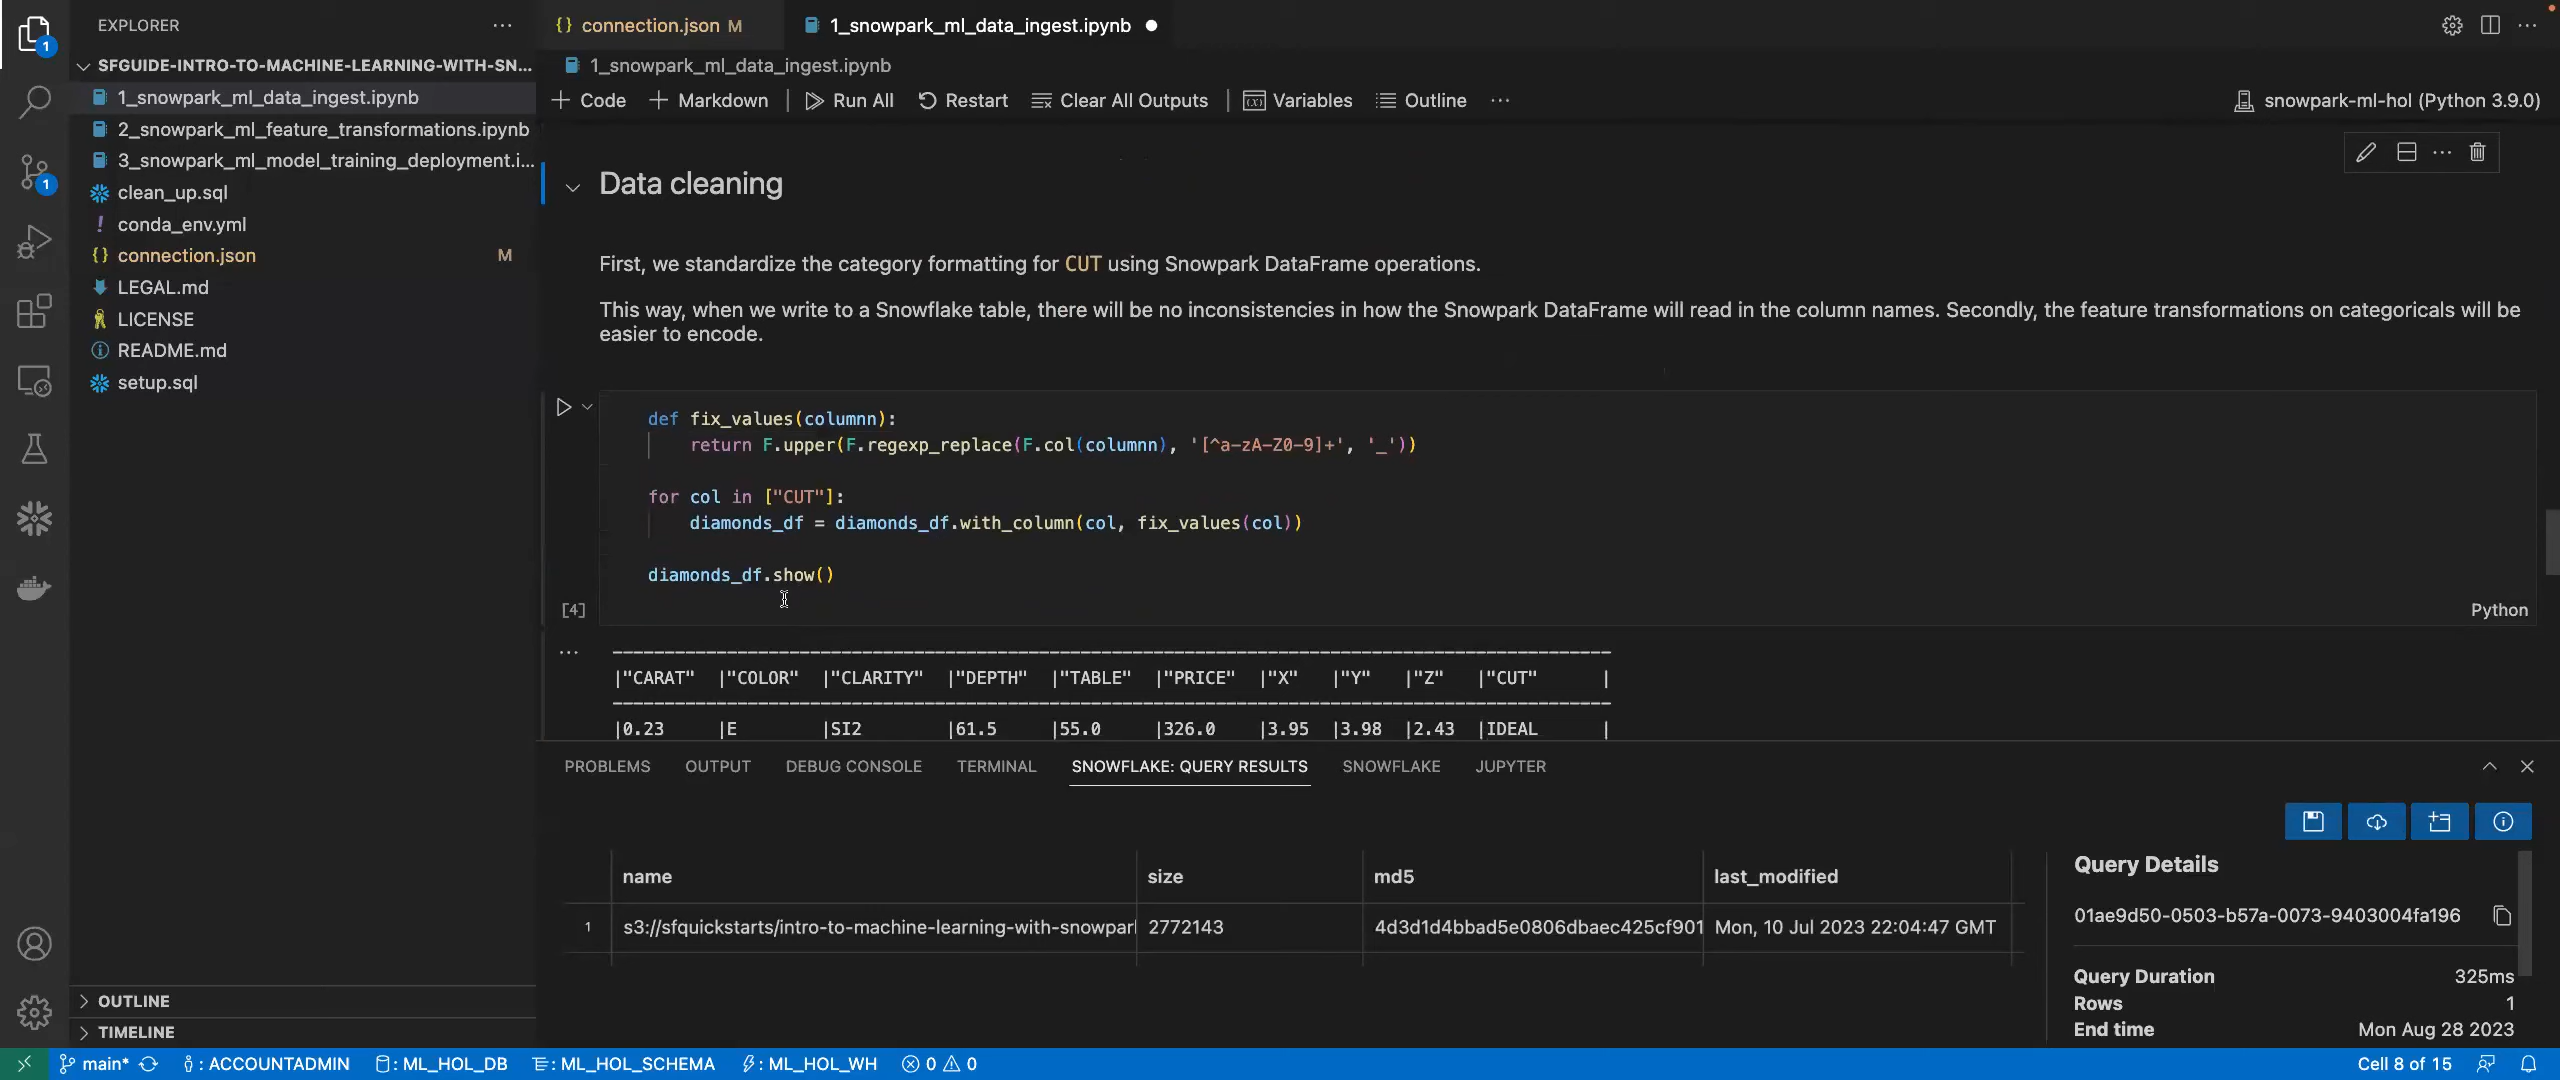 EXPLORER
SFGUIDE-INTRO-TO-MACHINE-LEARNING-WITH-SN...
1_snowpark_ml_data_ingest.ipynb
2_snowpark_ml_feature_transformations.ipynb
3_snowpark_ml_model_training_deployment.i...
clean_up.sql
! conda_env.yml
{} connection.json M
LEGAL.md
LICENSE
README.md
setup.sql
OUTLINE
TIMELINE
1
1
{} connection.json M
1_snowpark_ml_data_ingest.ipynb
1_snowpark_ml_data_ingest.ipynb
+ Code + Markdown | Run All Restart Clear All Outputs | Variables Outline ...
snowpark-ml-hol (Python 3.9.0)
Data cleaning
First, we standardize the category formatting for CUT using Snowpark DataFrame operations.
This way, when we write to a Snowflake table, there will be no inconsistencies in how the Snowpark DataFrame will read in the column names. Secondly, the feature transformations on categoricals will be
easier to encode.
def fix_values(columnn):
return F.upper(F.regexp_replace(F.col(columnn), '[^a-zA-Z0-9]+', '_'))
for col in ["CUT"]:
diamonds_df = diamonds_df.with_column(col, fix_values(col))
diamonds_df.show()
[4]
Python
...
|"CARAT" |"COLOR" |"CLARITY" |"DEPTH" |"TABLE" |"PRICE" |"X" |"Y" |"Z" |"CUT" |
|0.23 |E |SI2 |61.5 |55.0 |326.0 |3.95 |3.98 |2.43 |IDEAL |
PROBLEMS OUTPUT DEBUG CONSOLE TERMINAL SNOWFLAKE: QUERY RESULTS SNOWFLAKE JUPYTER
name size md5 last_modified
1 s3://sfquickstarts/intro-to-machine-learning-with-snowpar 2772143 4d3d1d4bbad5e0806dbaec425cf901 Mon, 10 Jul 2023 22:04:47 GMT
Query Details
01ae9d50-0503-b57a-0073-9403004fa196
Query Duration 325ms
Rows 1
End time Mon Aug 28 2023
main* : ACCOUNTADMIN : ML_HOL_DB : ML_HOL_SCHEMA : ML_HOL_WH 0 0
Cell 8 of 15